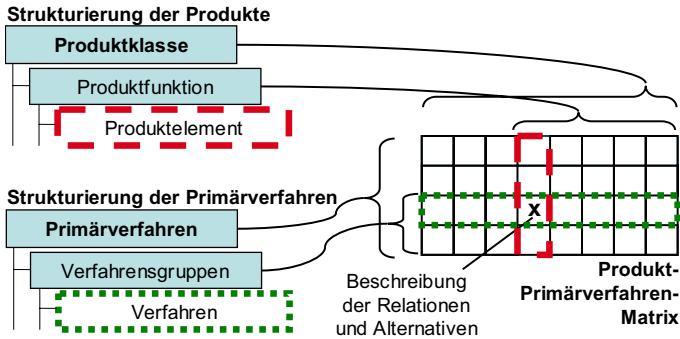 Strukturierung der Produkte
Produktklasse
Produktfunktion
Produktelement
Strukturierung der Primärverfahren
Primärverfahren
Verfahrensgruppen
Verfahren
x
Beschreibung
der Relationen
und Alternativen
Produkt-
Primärverfahren-
Matrix